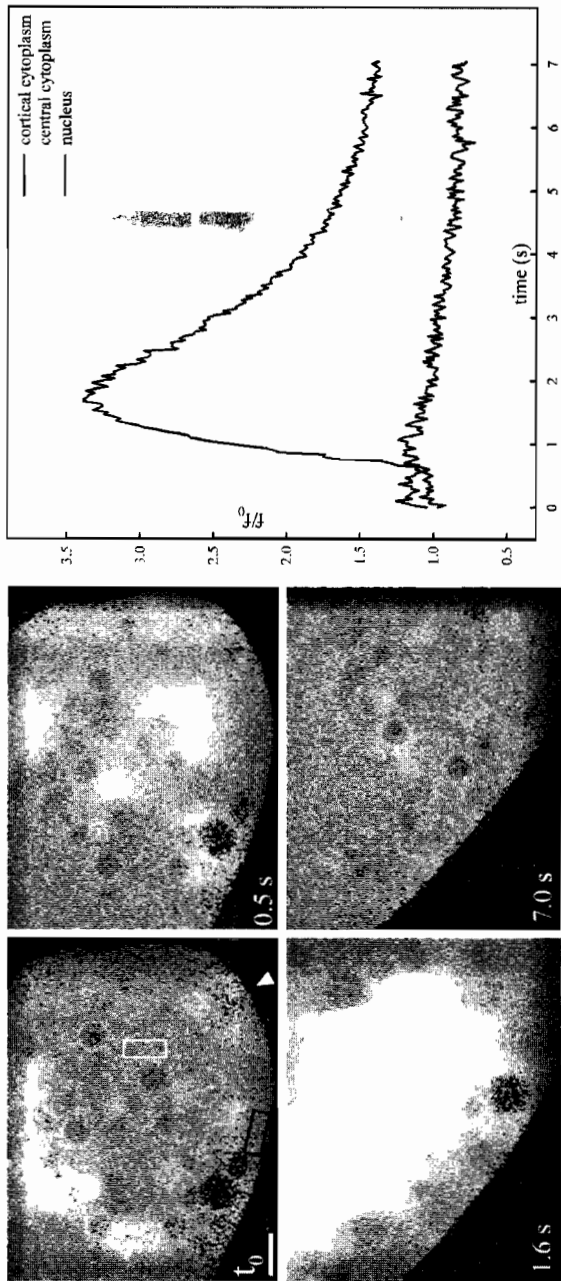 t0
0.5 s
1.6 s
7.0 s
cortical cytoplasm
central cytoplasm
nucleus
f/f0
3.5
3.0
2.5
2.0
1.5
1.0
0.5
0
1
2
3
4
5
6
7
time (s)